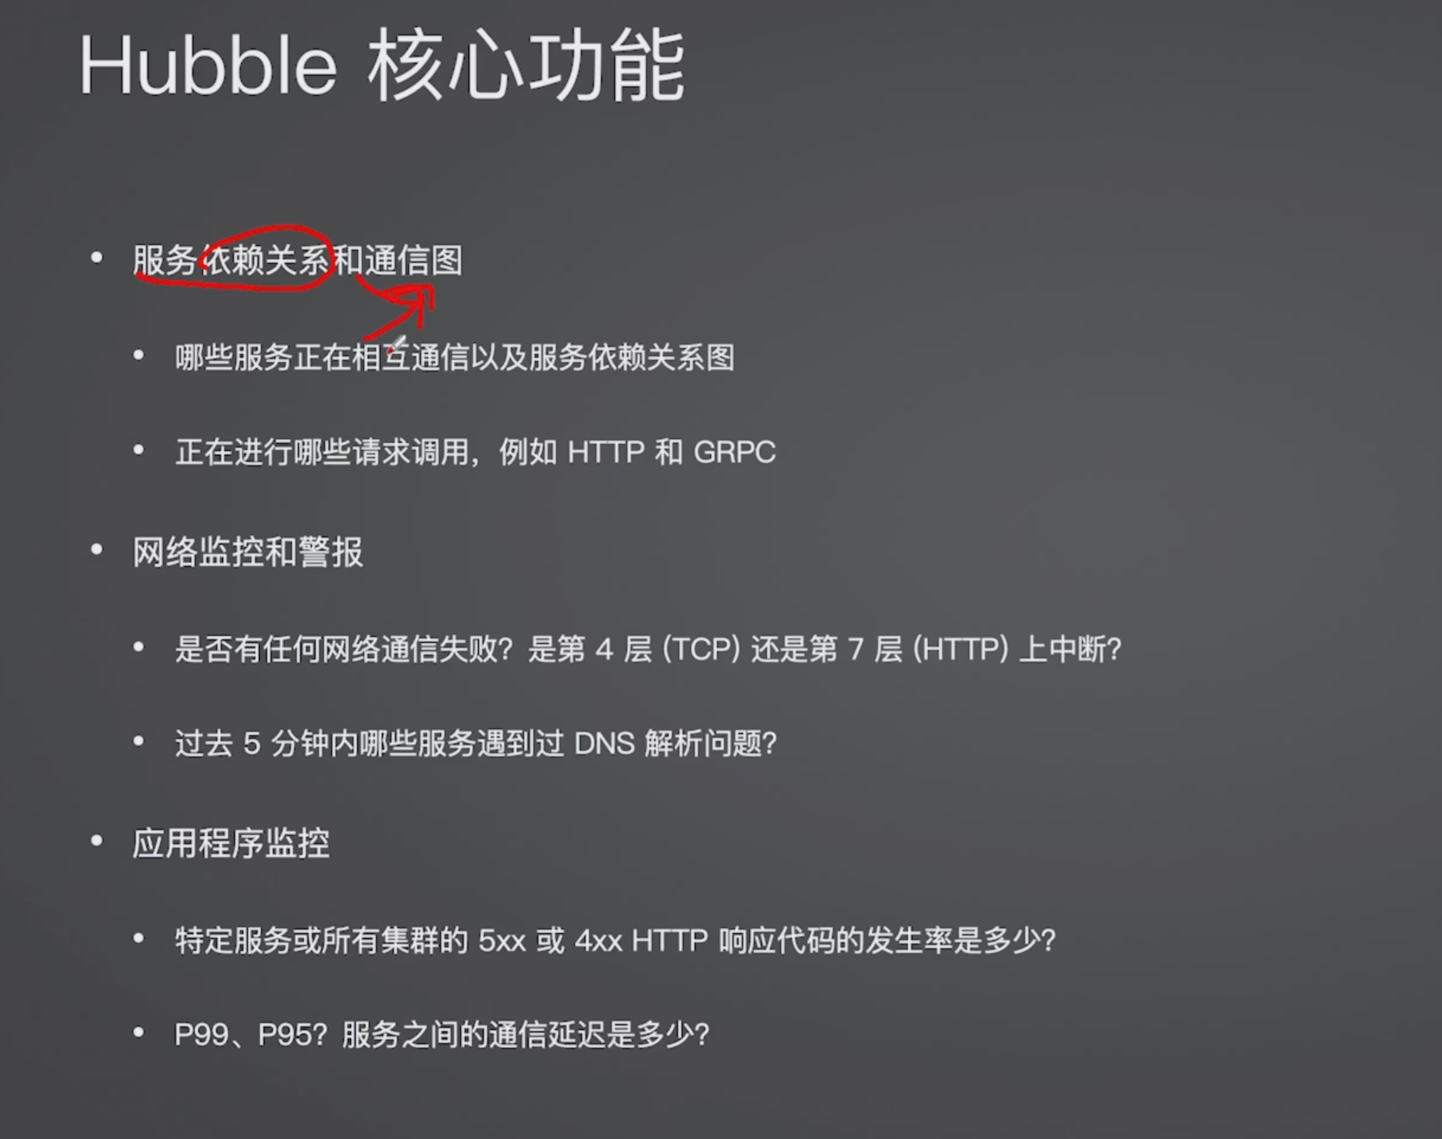 Hubble 核心功能
服务依赖关系和通信图
哪些服务正在相互通信以及服务依赖关系图
正在进行哪些请求调用，例如 HTTP 和 GRPC
网络监控和警报
是否有任何网络通信失败？是第 4 层 (TCP) 还是第 7 层 (HTTP) 上中断？
过去 5 分钟内哪些服务遇到过 DNS 解析问题？
应用程序监控
特定服务或所有集群的 5xx 或 4xx HTTP 响应代码的发生率是多少？
P99、P95？服务之间的通信延迟是多少？